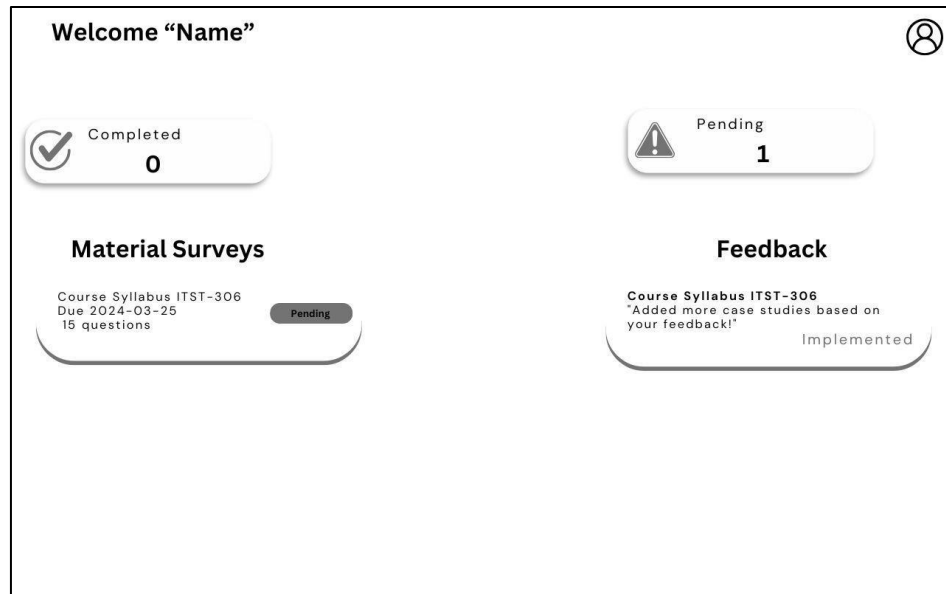 Welcome “Name”
Completed
0
Pending
1
Material Surveys
Course Syllabus ITST-306
Due 2024-03-25
15 questions
Pending
Feedback
Course Syllabus ITST-306
"Added more case studies based on
your feedback!"
Implemented